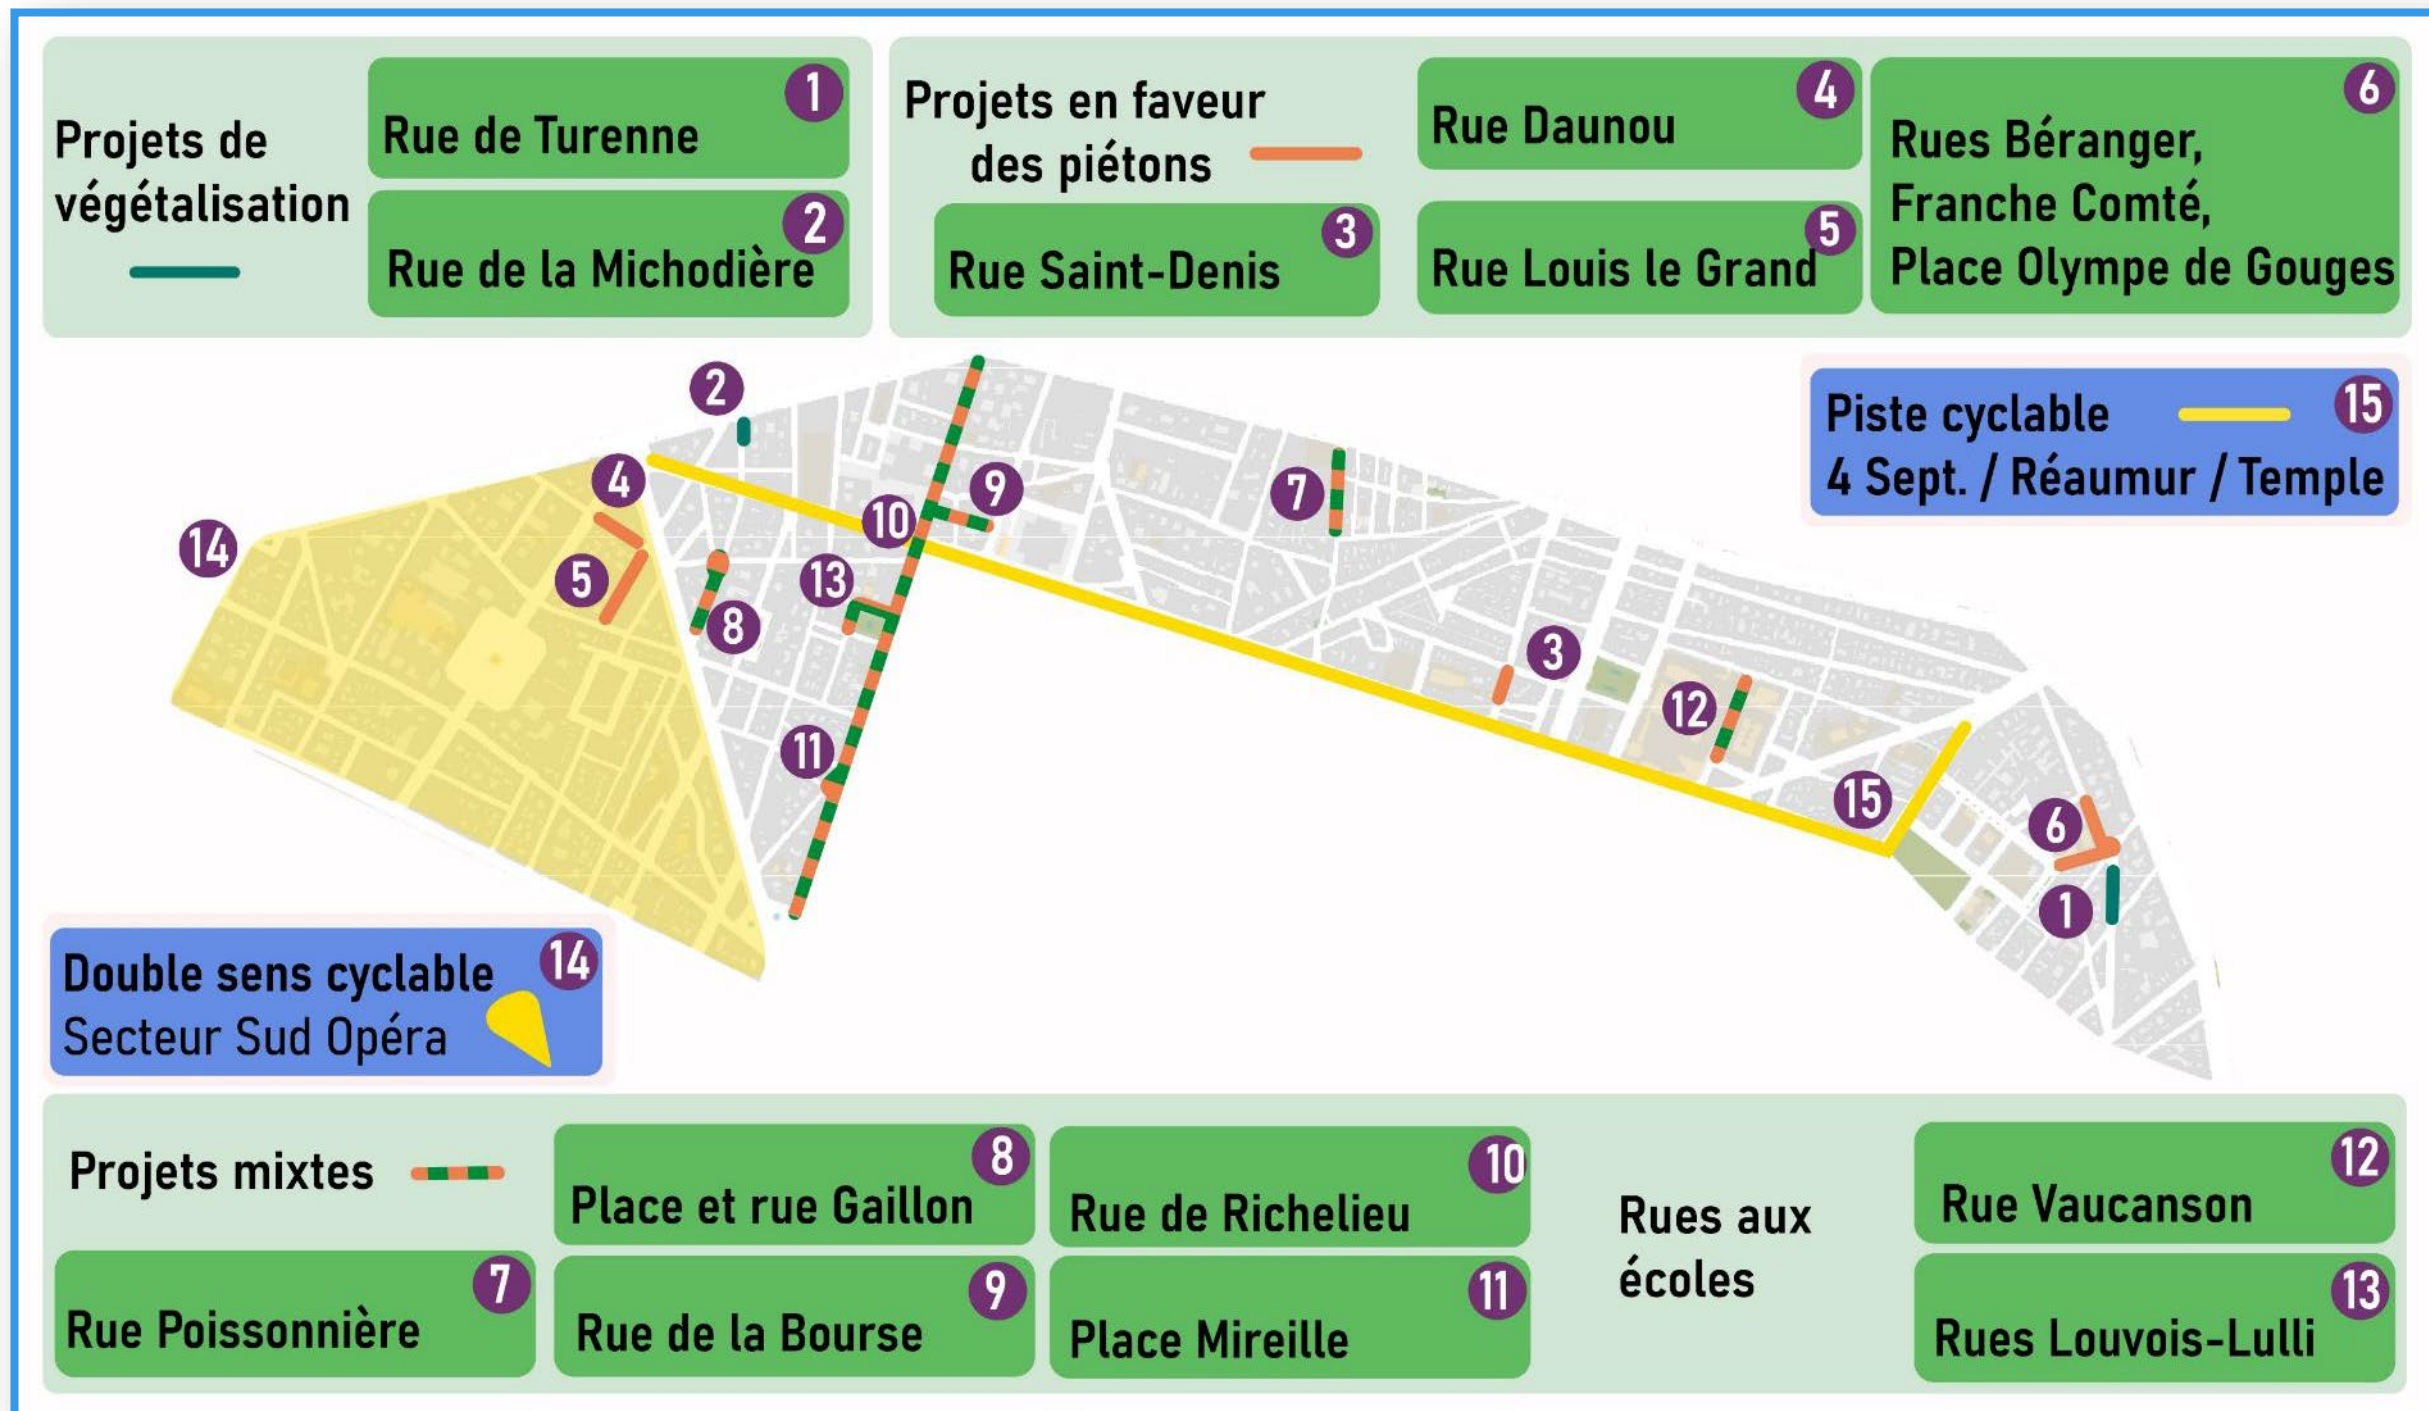 Projets de
végétalisation
1
Rue de Turenne
2
Rue de la Michodière
Projets en faveur
des piétons
3
Rue Saint-Denis
4
Rue Daunou
5
Rue Louis le Grand
6
Rues Béranger,
Franche Comté,
Place Olympe de Gouges
15
Piste cyclable
4 Sept. / Réaumur / Temple
2
4
14
5
13
10
9
8
7
11
3
12
15
6
1
14
Double sens cyclable
Secteur Sud Opéra
Projets mixtes
7
Rue Poissonnière
8
Place et rue Gaillon
9
Rue de la Bourse
10
Rue de Richelieu
11
Place Mireille
Rues aux
écoles
12
Rue Vaucanson
13
Rues Louvois-Lulli